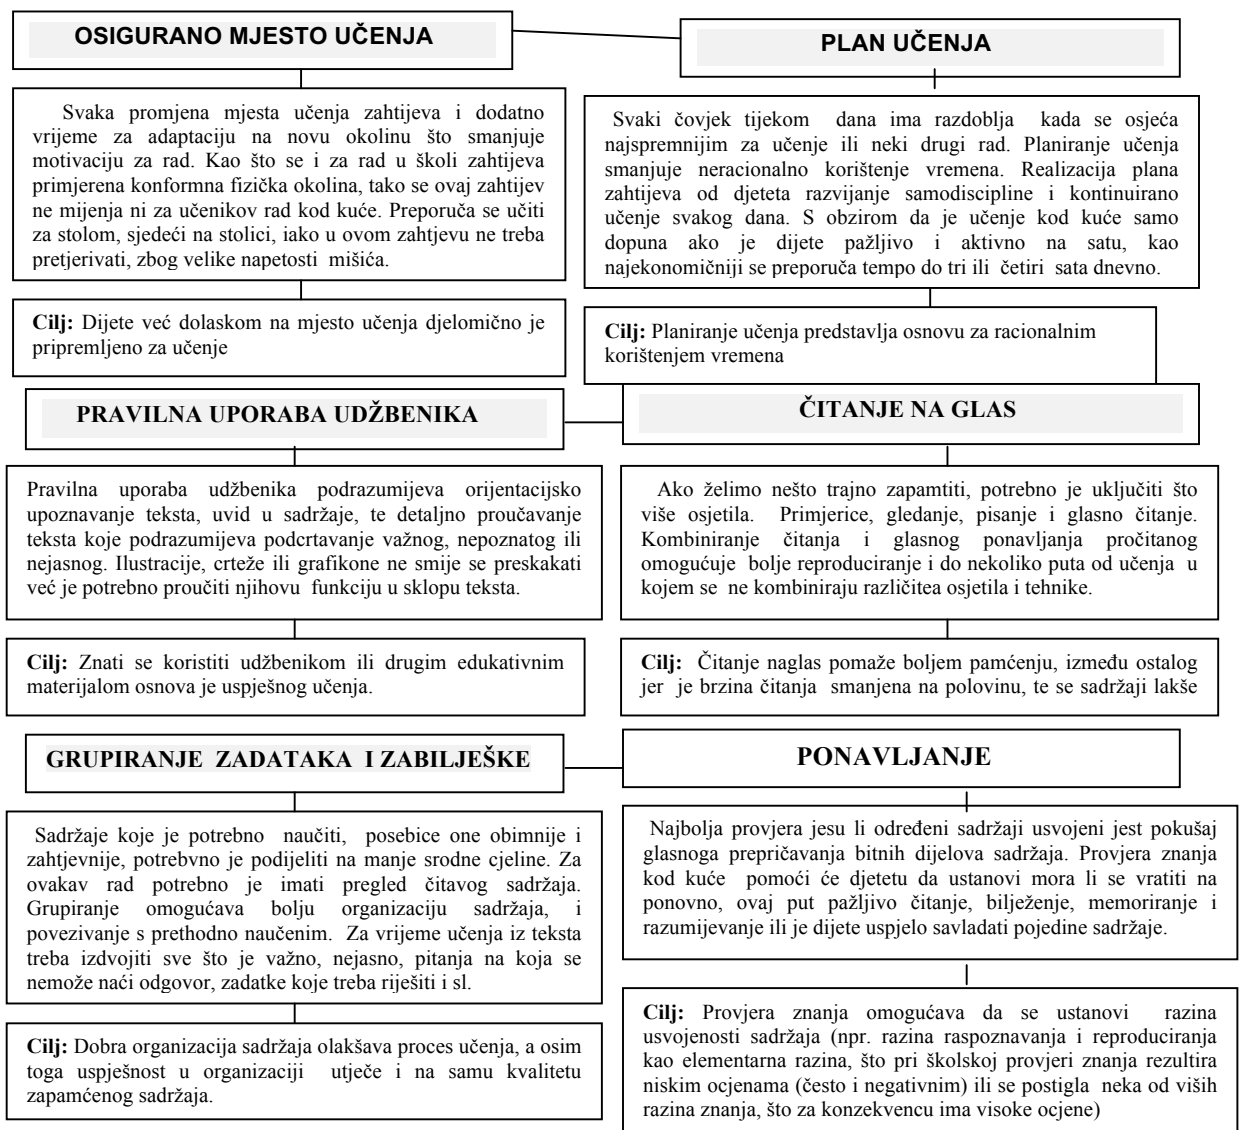 OSIGURANO MJESTO UČENJA
Svaka promjena mjesta učenja zahtijeva i dodatno
vrijeme za adaptaciju na novu okolinu što smanjuje
motivaciju za rad. Kao što se i za rad u školi zahtijeva
primjerena konformna fizička okolina, tako se ovaj zahtijev
ne mijenja ni za učenikov rad kod kuće. Preporuča se učiti
za stolom, sjedeći na stolici, iako u ovom zahtjevu ne treba
pretjerivati, zbog velike napetosti mišića.
Cilj: Dijete već dolaskom na mjesto učenja djelomično je
pripremljeno za učenje
PLAN UČENJA
Svaki čovjek tijekom dana ima razdoblja kada se osjeća
najspremnijim za učenje ili neki drugi rad. Planiranje učenja
smanjuje neracionalno korištenje vremena. Realizacija plana
zahtijeva od djeteta razvijanje samodiscipline i kontinuirano
učenje svakog dana. S obzirom da je učenje kod kuće samo
dopuna ako je dijete pažljivo i aktivno na satu, kao
najekonomičniji se preporuča tempo do tri ili četiri sata dnevno.
Cilj: Planiranje učenja predstavlja osnovu za racionalnim
korištenjem vremena
PRAVILNA UPORABA UDŽBENIKA
Pravilna uporaba udžbenika podrazumijeva orijentacijsko
upoznavanje teksta, uvid u sadržaje, te detaljno proučavanje
teksta koje podrazumijeva podcrtavanje važnog, nepoznatog ili
nejasnog. Ilustracije, crteže ili grafikone ne smije se preskakati
već je potrebno proučiti njihovu funkciju u sklopu teksta.
Cilj: Znati se koristiti udžbenikom ili drugim edukativnim
materijalom osnova je uspješnog učenja.
ČITANJE NA GLAS
Ako želimo nešto trajno zapamtiti, potrebno je uključiti što
više osjetila. Primjerice, gledanje, pisanje i glasno čitanje.
Kombiniranje čitanja i glasnog ponavljanja pročitanog
omogućuje bolje reproduciranje i do nekoliko puta od učenja u
kojem se ne kombiniraju različitea osjetila i tehnike.
Cilj: Čitanje naglas pomaže boljem pamćenju, između ostalog
jer je brzina čitanja smanjena na polovinu, te se sadržaji lakše
GRUPIRANJE ZADATAKA I ZABILJEŠKE
Sadržaje koje je potrebno naučiti, posebice one obimnije i
zahtjevnije, potrebvno je podijeliti na manje srodne cjeline. Za
ovakav rad potrebno je imati pregled čitavog sadržaja.
Grupiranje omogućava bolju organizaciju sadržaja, i
povezivanje s prethodno naučenim. Za vrijeme učenja iz teksta
treba izdvojiti sve što je važno, nejasno, pitanja na koja se
nemože naći odgovor, zadatke koje treba riješiti i sl.
Cilj: Dobra organizacija sadržaja olakšava proces učenja, a osim
toga uspješnost u organizaciji utječe i na samu kvalitetu
zapamćenog sadržaja.
PONAVLJANJE
Najbolja provjera jesu li određeni sadržaji usvojeni jest pokušaj
glasnoga prepričavanja bitnih dijelova sadržaja. Provjera znanja
kod kuće pomoći će djetetu da ustanovi mora li se vratiti na
ponovno, ovaj put pažljivo čitanje, bilježenje, memoriranje i
razumijevanje ili je dijete uspjelo savladati pojedine sadržaje.
Cilj: Provjera znanja omogućava da se ustanovi razina
usvojenosti sadržaja (npr. razina raspoznavanja i reproduciranja
kao elementarna razina, što pri školskoj provjeri znanja rezultira
niskim ocjenama (često i negativnim) ili se postigla neka od viših
razina znanja, što za konzekvencu ima visoke ocjene)